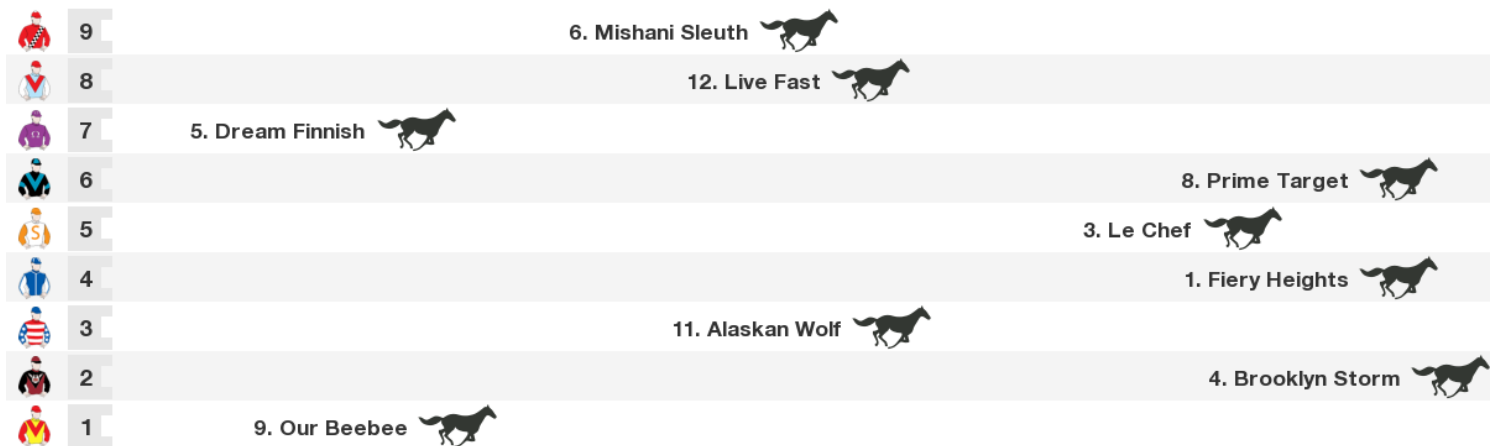 9 6. Mishani Sleuth
8 12. Live Fast
7 5. Dream Finnish
6 8. Prime Target
S 5 3. Le Chef
4 1. Fiery Heights
3 11. Alaskan Wolf
2 4. Brooklyn Storm
1 9. Our Beebee